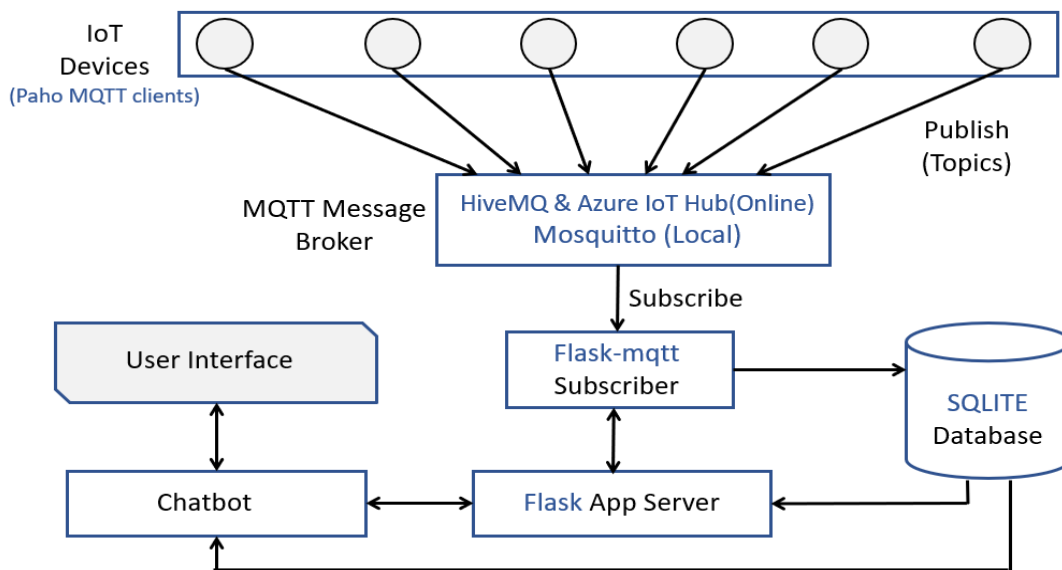 IoT
Devices
(Paho MQTT clients)
Publish
(Topics)
MQTT Message
Broker
HiveMQ & Azure IoT Hub(Online)
Mosquitto (Local)
Subscribe
User Interface
Flask-mqtt
Subscriber
SQLITE
Database
Chatbot
Flask App Server